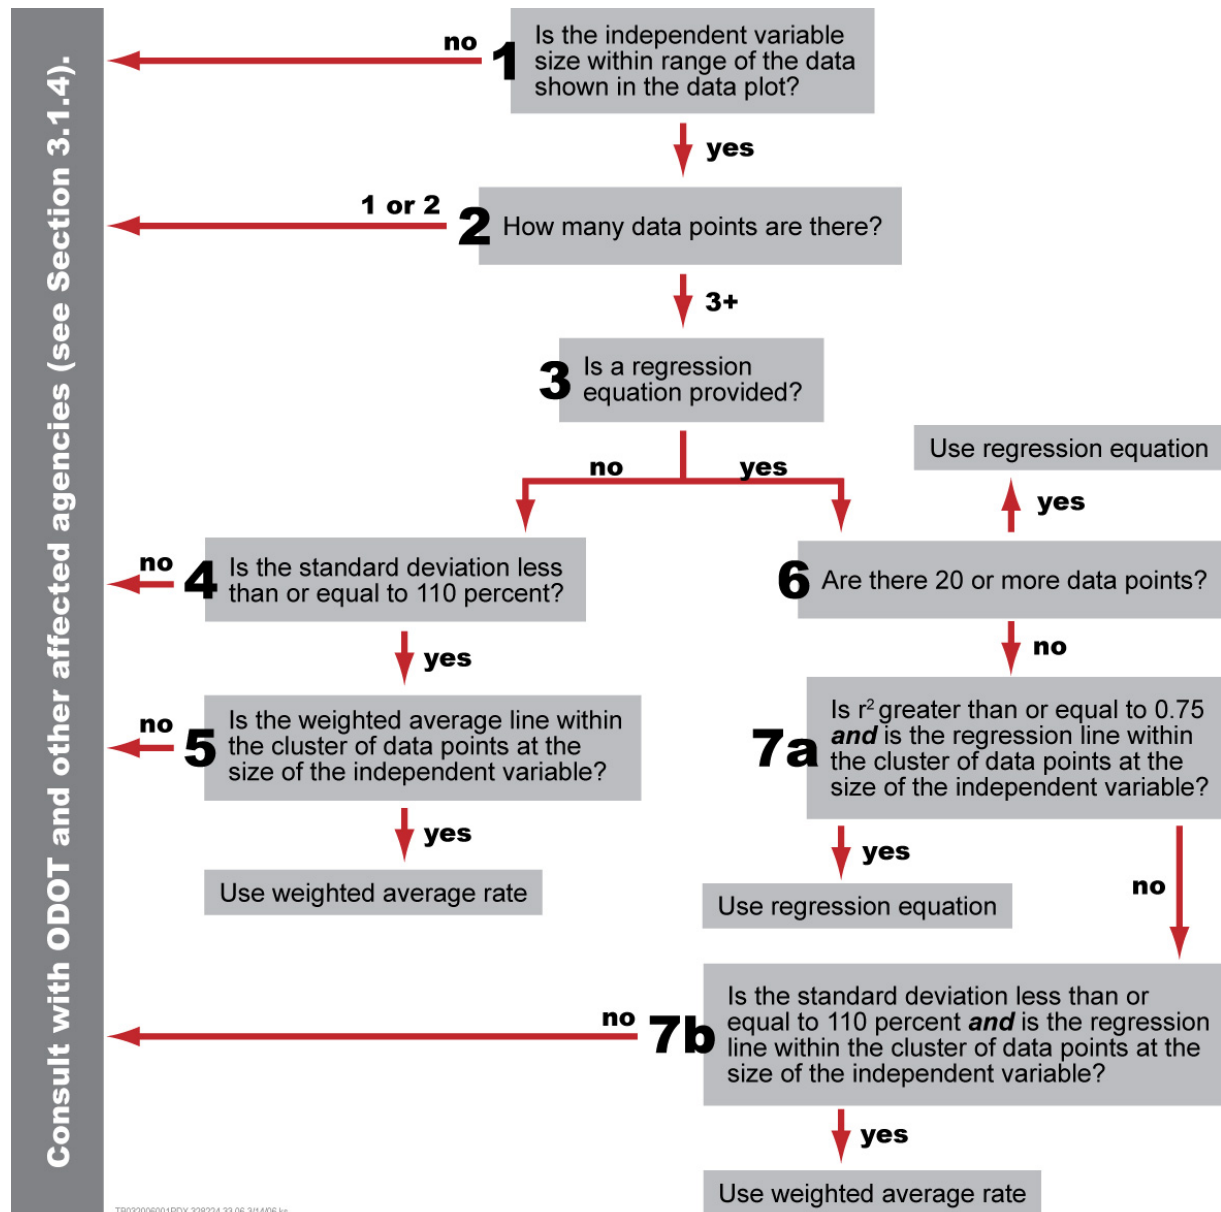 Consult with ODOT and other affected agencies (see Section 3.1.4).
no
1
Is the independent variable
size within range of the data
shown in the data plot?
yes
1 or 2
2
How many data points are there?
3+
3
Is a regression
equation provided?
no
yes
Use regression equation
yes
no
4
Is the standard deviation less
than or equal to 110 percent?
6
Are there 20 or more data points?
yes
no
no
5
Is the weighted average line within
the cluster of data points at the
size of the independent variable?
7a
Is r² greater than or equal to 0.75
and is the regression line within
the cluster of data points at the
size of the independent variable?
yes
yes
no
Use weighted average rate
Use regression equation
no
7b
Is the standard deviation less than or
equal to 110 percent and is the regression
line within the cluster of data points at the
size of the independent variable?
yes
Use weighted average rate